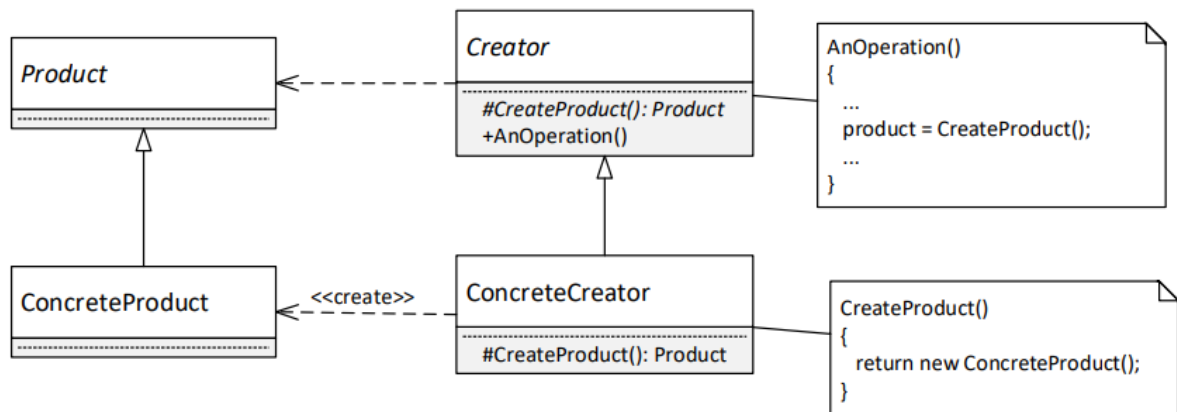 Product
Creator
#CreateProduct(): Product
+AnOperation()
AnOperation()
{
...
product = CreateProduct();
...
}
ConcreteProduct
<<create>>
ConcreteCreator
#CreateProduct(): Product
CreateProduct()
{
return new ConcreteProduct();
}